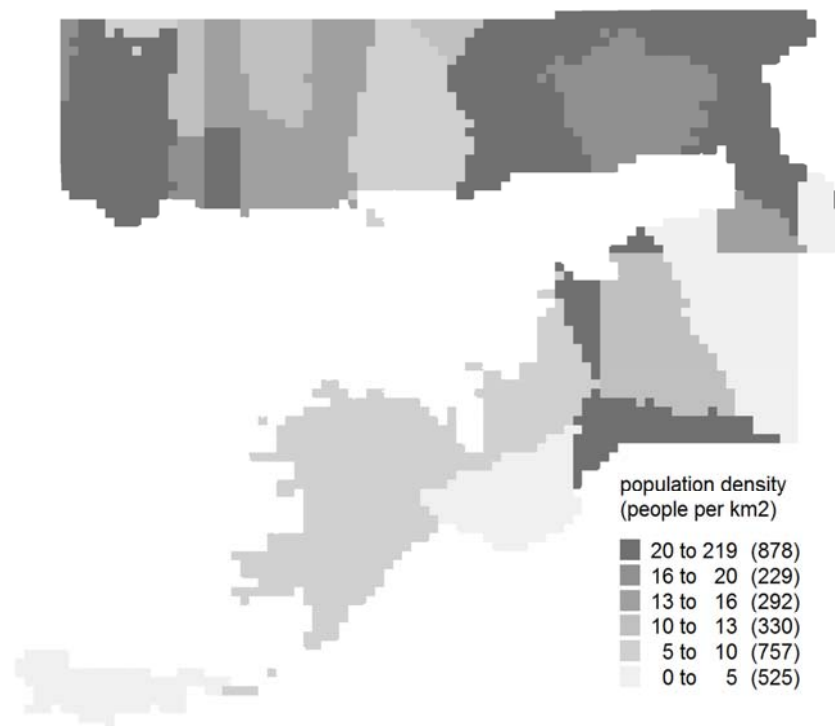 population density
(people per km2)
20 to 219 (878)
16 to 20 (229)
13 to 16 (292)
10 to 13 (330)
5 to 10 (757)
0 to 5 (525)